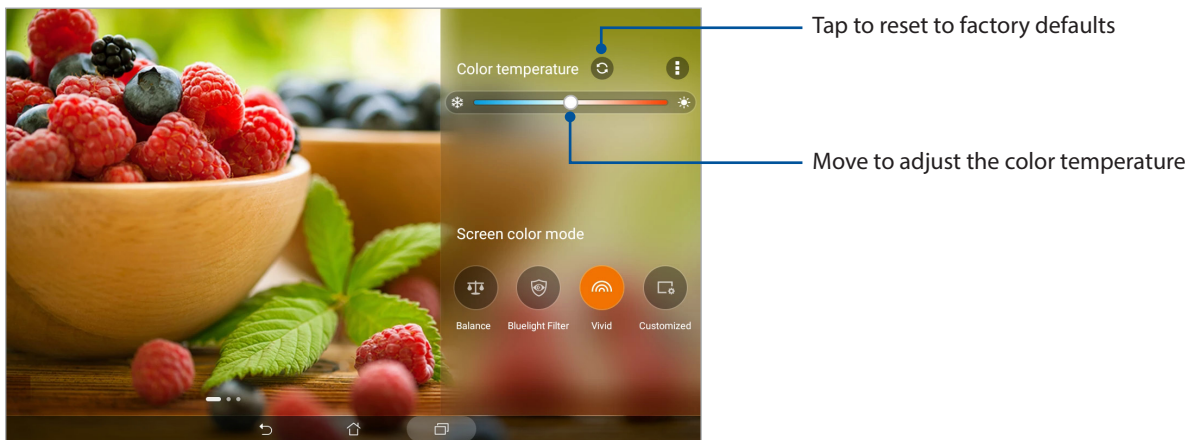 Tap to reset to factory defaults
Color temperature
Move to adjust the color temperature
Screen color mode
Balance Bluelight Filter Vivid Customized